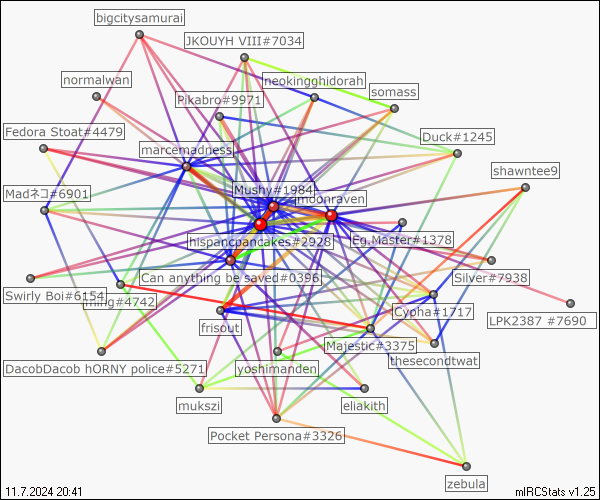 bigcitysamurai
JKOUYH VIII#7034
normalwan
neokingghidorah
somass
Pikabro#9971
Fedora Stoat#4479
Duck#1245
marcemadness
shawntee9
Madネコ#6901
Mushy#1984
moonraven
hispancpancakes#2928
Eg.Master#1378
Can anything be saved#0396
Silver#7938
Swirly Boi#6154
#4742
Cypha#1717
LPK2387 #7690
frisout
Majestic#3375
thesecondtwat
DacobDacob hORNY police#5271
yoshimanden
mukszi
eliakith
Pocket Persona#3326
zebula
11.7.2024 20:41
mIRCStats v1.25